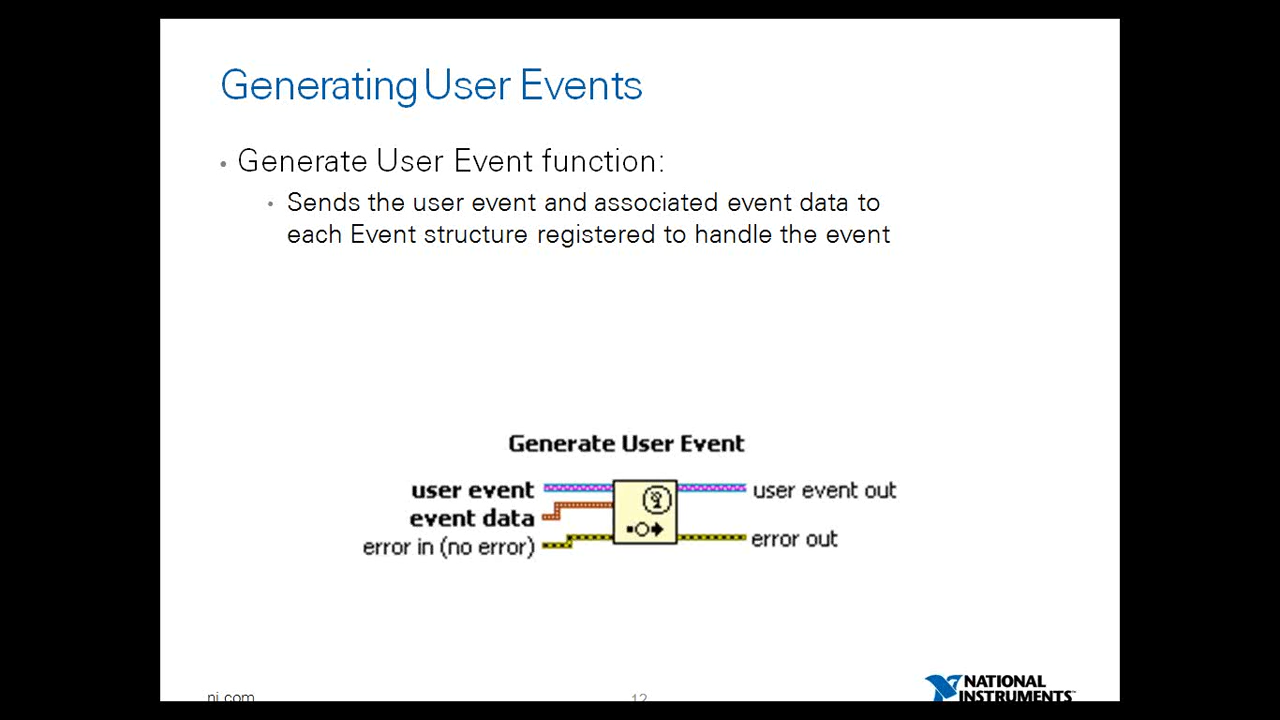 Generating User Events
• Generate User Event function:
• Sends the user event and associated event data to
each Event structure registered to handle the event
Generate User Event
user event
event data
error in (no error)
user event out
error out
ni.com
12
NATIONAL
INSTRUMENTS™